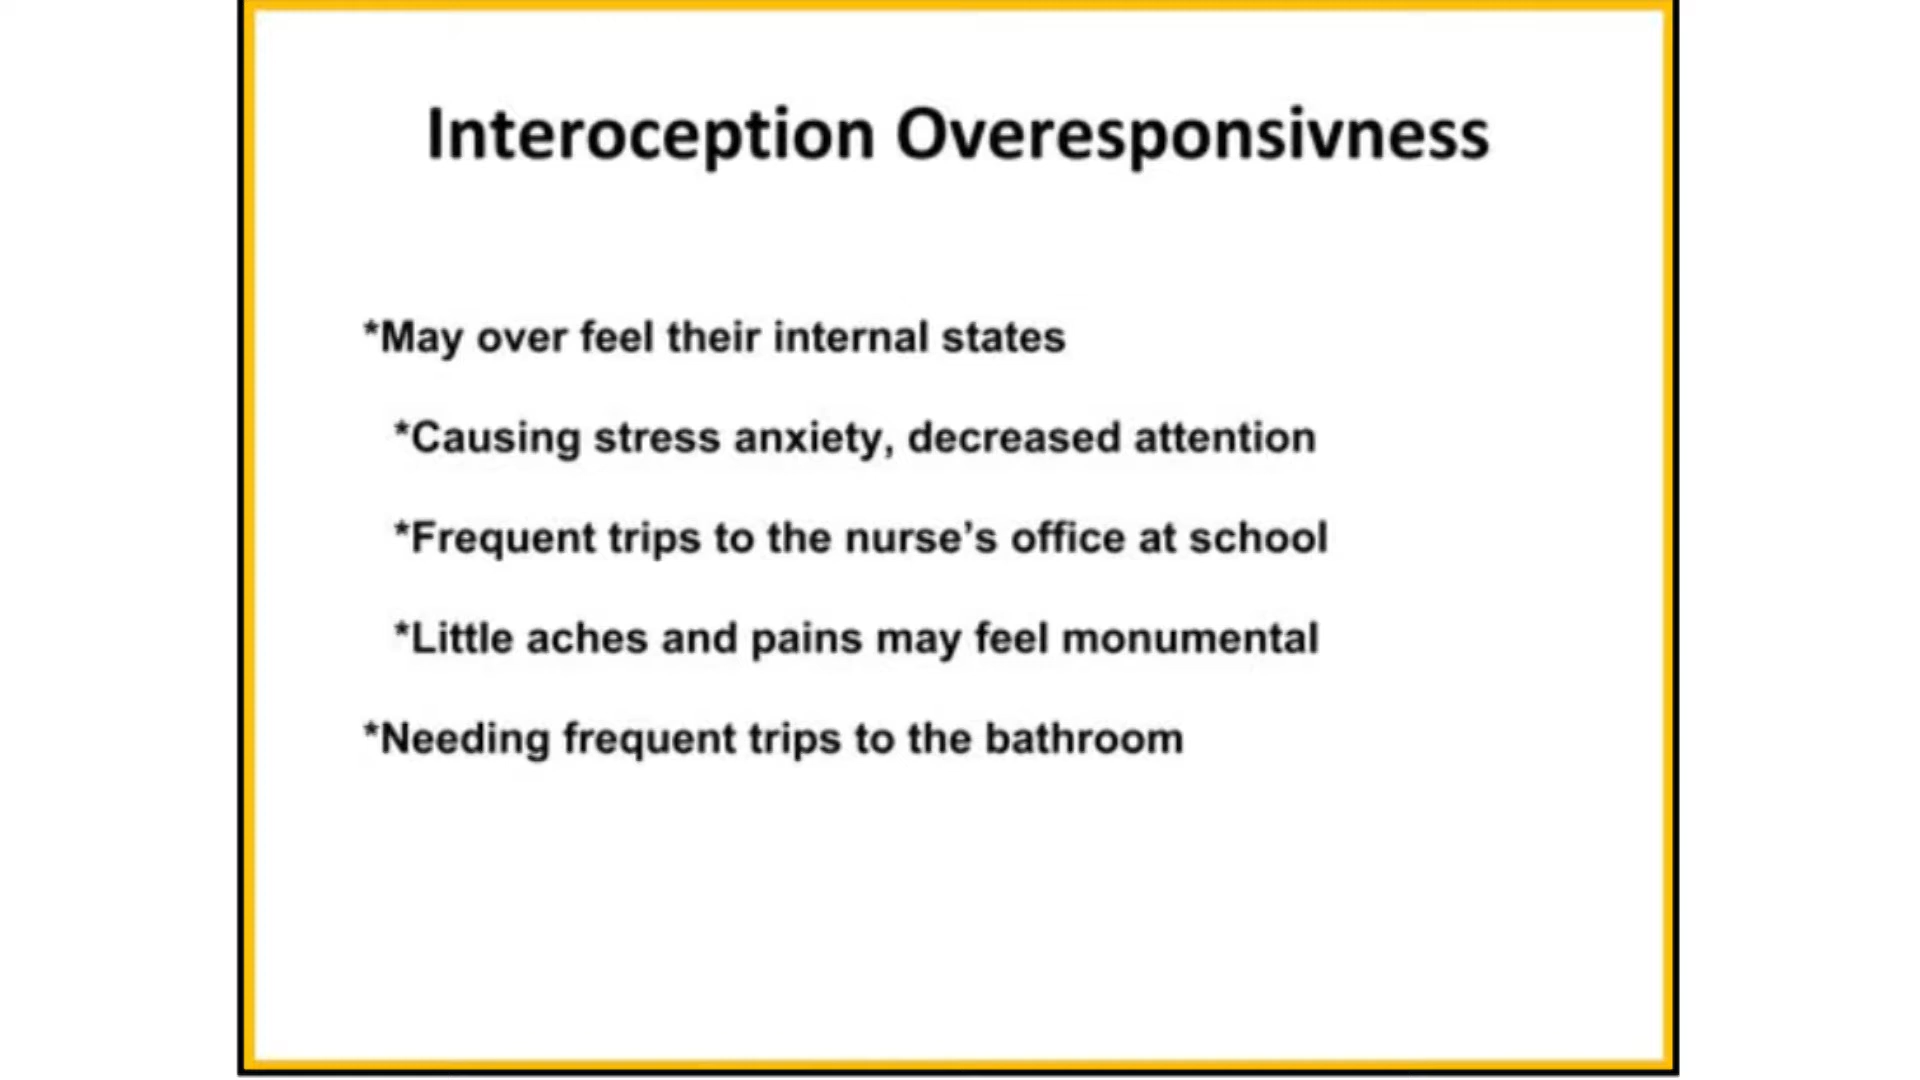 Interoception Overesponsivness
*May over feel their internal states
*Causing stress anxiety, decreased attention
*Frequent trips to the nurse’s office at school
*Little aches and pains may feel monumental
*Needing frequent trips to the bathroom